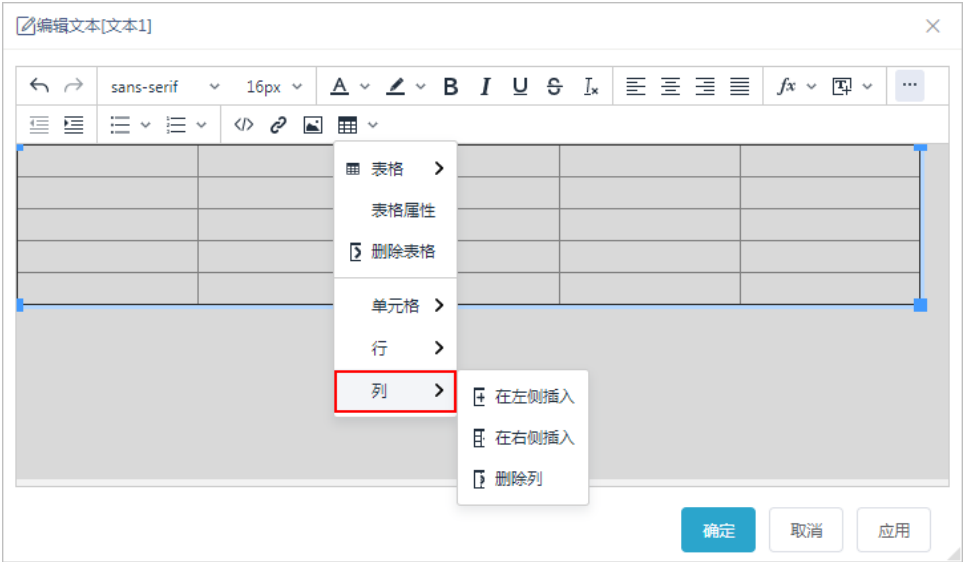 编辑文本[文本1]
sans-serif 16px A B I U S Ix fx T ...
表格
表格属性
删除表格
单元格
行
列
在左侧插入
在右侧插入
删除列
确定 取消 应用